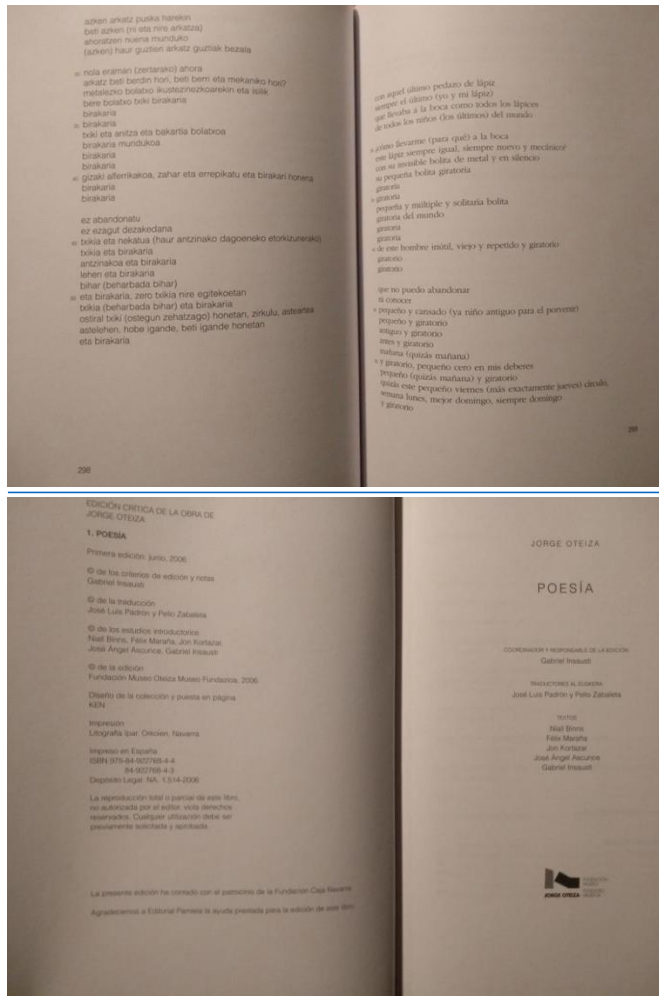 azken arkatz puska harekin
beti azken (ni eta nire arkatza)
ahoratzen nuena munduko
(azken) haur guztien arkatz guztiak bezala
nola eraman (zertarako) ahora
arkatz beti berdin hori, beti berri eta mekaniko hori?
metalezko bolatxo ikustezinezkoarekin eta isilik
bere bolatxo txiki birakaria
birakaria
birakaria
txiki eta anitza eta bakartia bolatxoa
birakaria mundukoa
birakaria
birakaria
gizaki alferrikakoa, zahar eta errepikatu eta birakari honena
birakaria
birakaria
ez abandonatu
ez ezagut dezakedana
txikia eta nekatua (haur antzinako dagoeneko etorkizunerako)
txikia eta birakaria
antzinakoa eta birakaria
lehen eta birakaria
bihar (beharbada bihar)
50 eta birakaria, zero txikia nire egitekoetan
txikia (beharbada bihar) eta birakaria
ostiral txiki (ostegun zehatzago) honetan, zirkulu, asteartea
astelehen, hobe igande, beti igande honetan
eta birakaria
298
con aquel último pedazo de lápiz
siempre el último (yo y mi lápiz)
que llevaba a la boca como todos los lápices
de todos los niños (los últimos) del mundo
¿cómo llevarme (para qué) a la boca
este lápiz siempre igual, siempre nuevo y mecánico?
con su invisible bolita de metal y en silencio
su pequeña bolita giratoria
giratoria
giratoria
pequeña y múltiple y solitaria bolita
giratoria del mundo
giratoria
giratoria
de este hombre inútil, viejo y repetido y giratorio
giratorio
giratorio
que no puedo abandonar
ni conocer
pequeño y cansado (ya niño antiguo para el porvenir)
pequeño y giratorio
antiguo y giratorio
antes y giratorio
mañana (quizás mañana)
y giratorio, pequeño cero en mis deberes
pequeño (quizás mañana) y giratorio
quizás este pequeño viernes (más exactamente jueves) círculo,
semana lunes, mejor domingo, siempre domingo
y giratorio
EDICIÓN CRÍTICA DE LA OBRA DE
JORGE OTEIZA
1. POESÍA
Primera edición: junio, 2006
© de los criterios de edición y notas
Gabriel Insausti
© de la traducción
José Luis Padrón y Pello Zabaleta
© de los estudios introductorios
Niall Binns, Félix Maraña, Jon Kortazar,
José Ángel Ascunce, Gabriel Insausti
© de la edición
Fundación Museo Oteiza Museo Fundazioa, 2006
Diseño de la colección y puesta en página
KEN
Impresión
Litografía Ipar. Orkoien, Navarra
Impreso en España
ISBN 84-922768-4-3
Depósito Legal: NA. 1.514-2006
La reproducción total o parcial de este libro,
no autorizada por el editor, viola derechos
reservados. Cualquier utilización debe ser
previamente solicitada y aprobada.
La presente edición ha contado con el patrocinio de la Fundación Caja Navarra
Agradecemos a Editorial Pamiela la ayuda prestada para la edición de este libro
JORGE OTEIZA
POESÍA
COORDINADOR Y RESPONSABLE DE LA EDICIÓN
Gabriel Insausti
TRADUCTORES AL EUSKERA
José Luis Padrón y Pello Zabaleta
TEXTOS
Niall Binns
Félix Maraña
Jon Kortazar
José Ángel Ascunce
Gabriel Insausti
JORGE OTEIZA